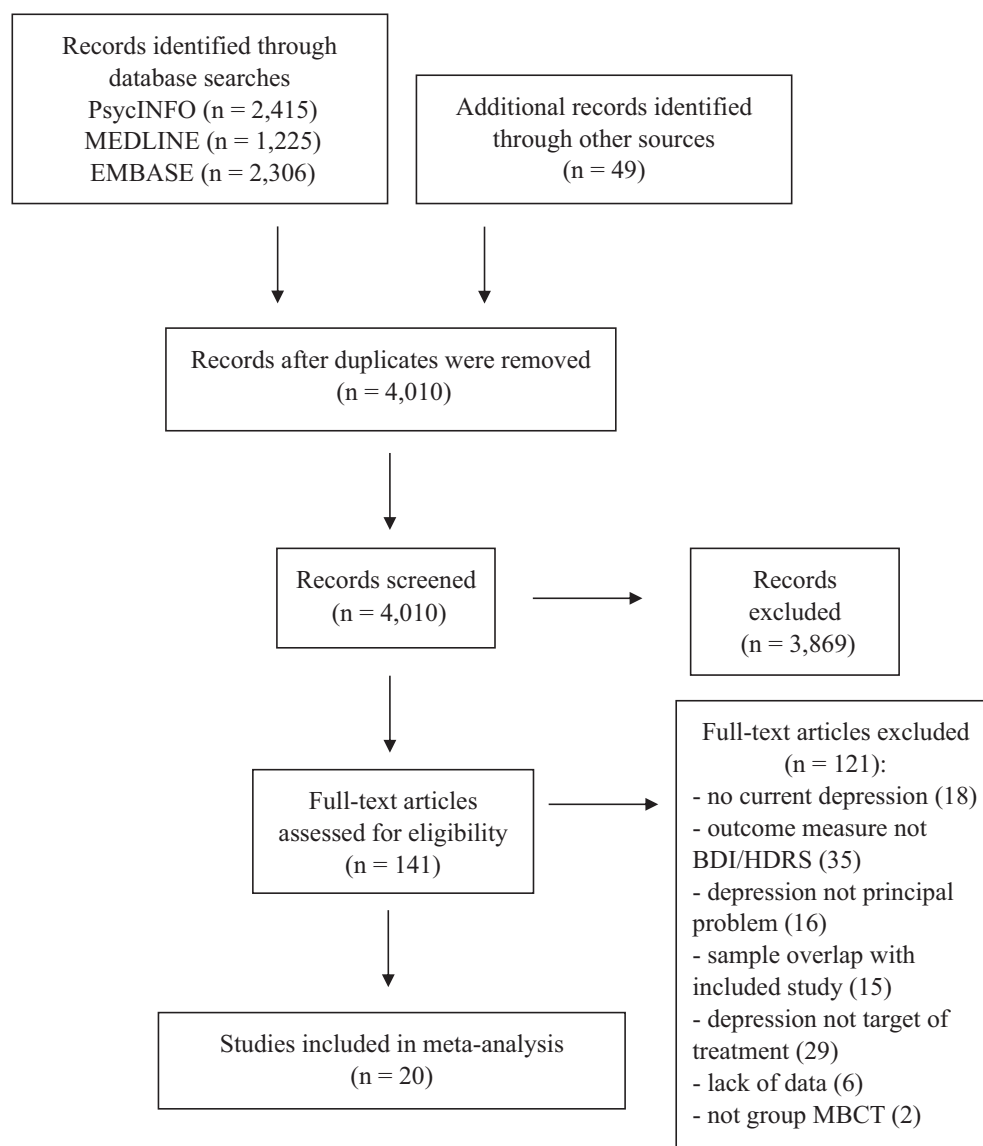 Records identified through
database searches
PsycINFO (n = 2,415)
MEDLINE (n = 1,225)
EMBASE (n = 2,306)
Additional records identified
through other sources
(n = 49)
Records after duplicates were removed
(n = 4,010)
Records screened
(n = 4,010)
Records
excluded
(n = 3,869)
Full-text articles
assessed for eligibility
(n = 141)
Full-text articles excluded
(n = 121):
- no current depression (18)
- outcome measure not
BDI/HDRS (35)
- depression not principal
problem (16)
- sample overlap with
included study (15)
- depression not target of
treatment (29)
- lack of data (6)
- not group MBCT (2)
Studies included in meta-analysis
(n = 20)